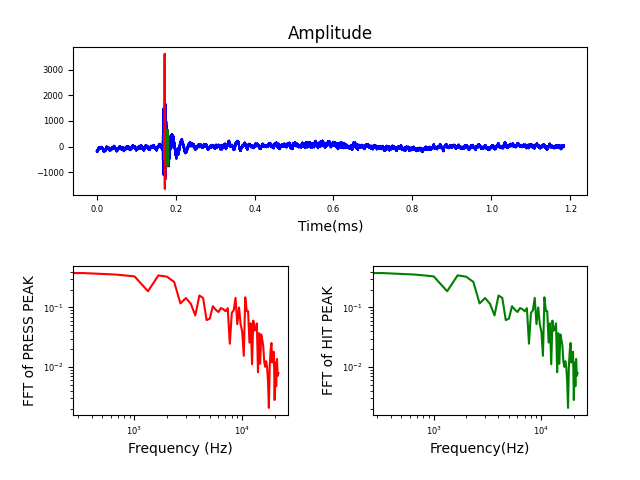 Amplitude
3000
2000
1000
0
−1000
0.0 0.2 0.4 0.6 0.8 1.0 1.2
Time(ms)
FFT of PRESS PEAK
10⁻¹
10⁻²
10³ 10⁴
Frequency (Hz)
FFT of HIT PEAK
10⁻¹
10⁻²
10³ 10⁴
Frequency(Hz)